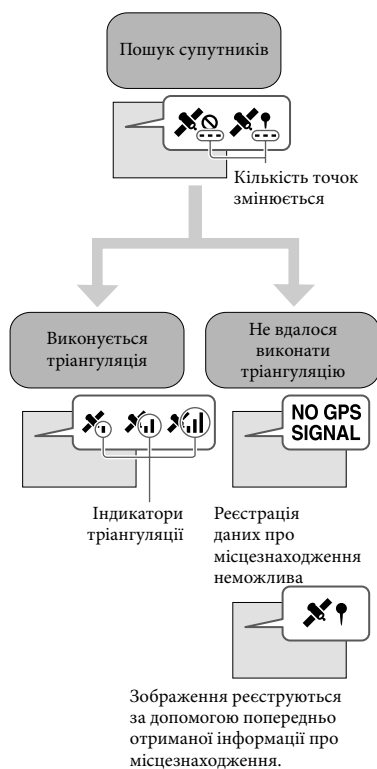 Пошук супутників
Кількість точок
змінюється
Виконується
тріангуляція
Не вдалося
виконати
тріангуляцію
NO GPS
SIGNAL
Індикатори
тріангуляції
Реєстрація
даних про
місцезнаходження
неможлива
Зображення реєструються
за допомогою попередньо
отриманої інформації про
місцезнаходження.